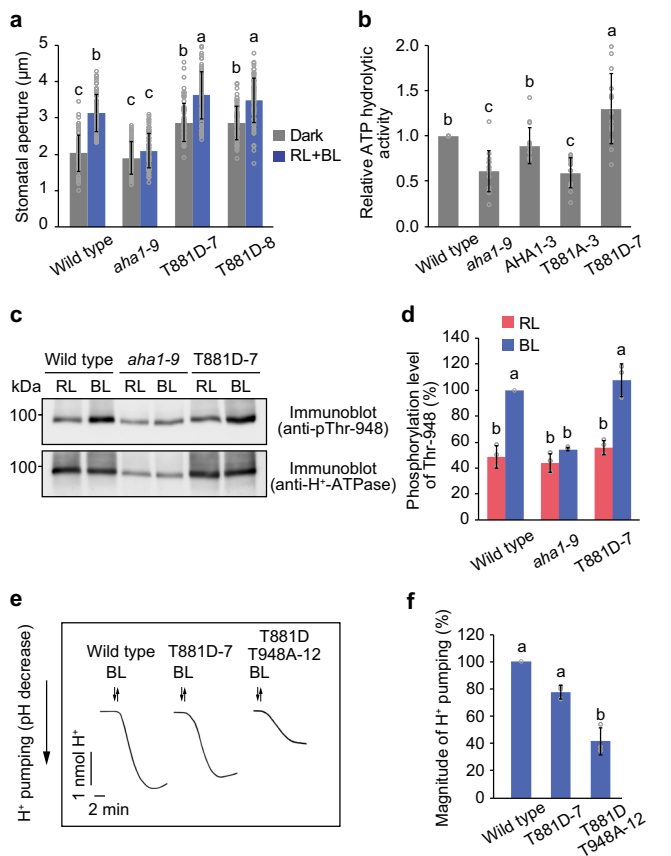 a
Stomatal aperture (μm)
5
4
3
2
1
0
c
b
c
c
b
a
b
a
Dark
RL+BL
Wild type
aha1-9
T881D-7
T881D-8
b
Relative ATP hydrolytic
activity
2.0
1.5
1.0
0.5
0.0
b
c
b
c
a
Wild type
aha1-9
AHA1-3
T881A-3
T881D-7
c
Wild type aha1-9 T881D-7
kDa RL BL RL BL RL BL
100
Immunoblot
(anti-pThr-948)
100
Immunoblot
(anti-H⁺-ATPase)
d
RL
BL
Phosphorylation level
of Thr-948 (%)
140
120
100
80
60
40
20
0
b
a
b
b
b
a
Wild type
aha1-9
T881D-7
e
H⁺ pumping (pH decrease)
Wild type
BL
T881D-7
BL
T881D
T948A-12
BL
1 nmol H⁺
2 min
f
Magnitude of H⁺ pumping (%)
100
80
60
40
20
0
a
a
b
Wild type
T881D-7
T881D
T948A-12